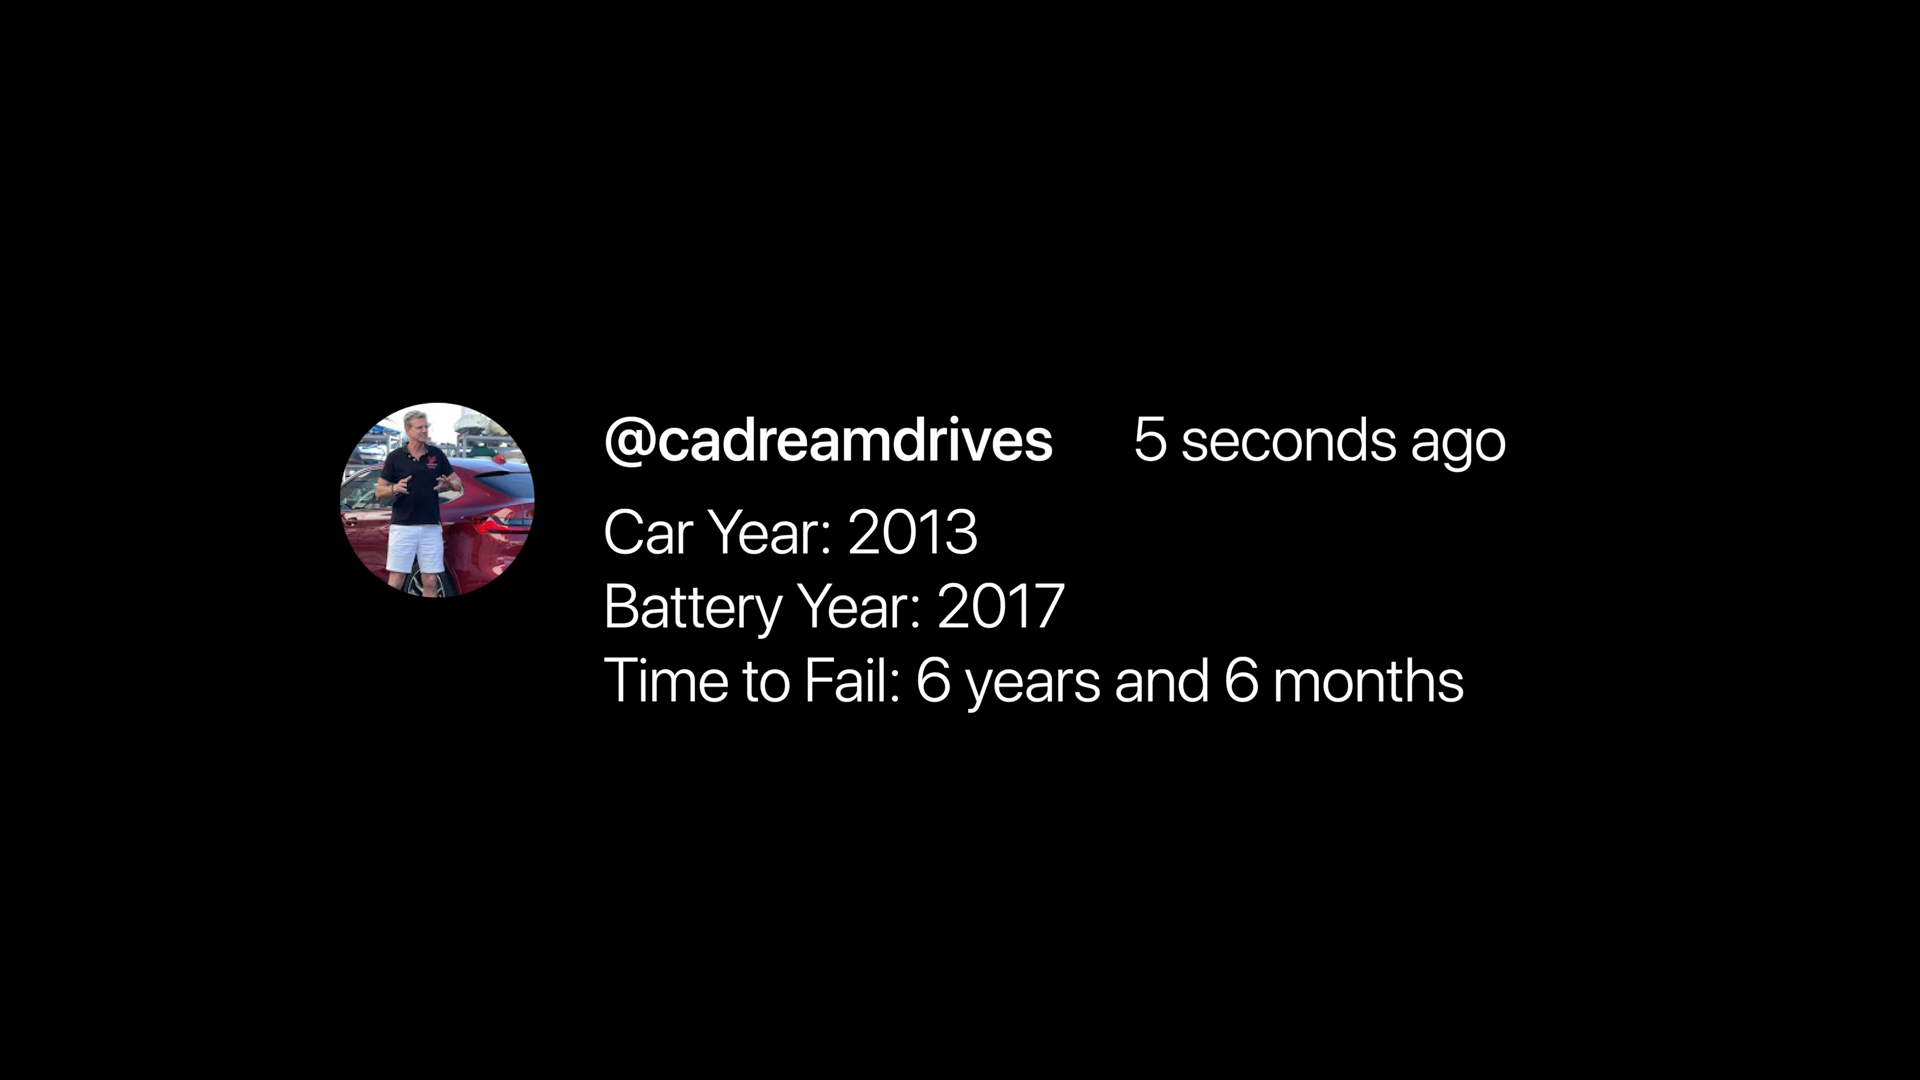 @cadreamdrives 5 seconds ago
Car Year: 2013
Battery Year: 2017
Time to Fail: 6 years and 6 months